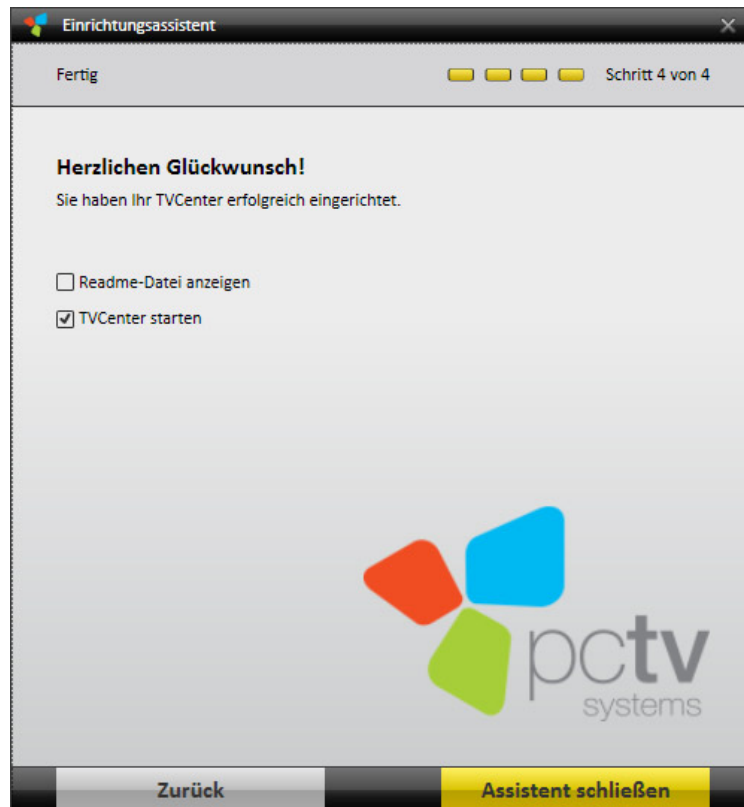 Einrichtungsassistent
Fertig
Schritt 4 von 4
Herzlichen Glückwunsch!
Sie haben Ihr TVCenter erfolgreich eingerichtet.
Readme-Datei anzeigen
TVCenter starten
pctv
systems
Zurück
Assistent schließen